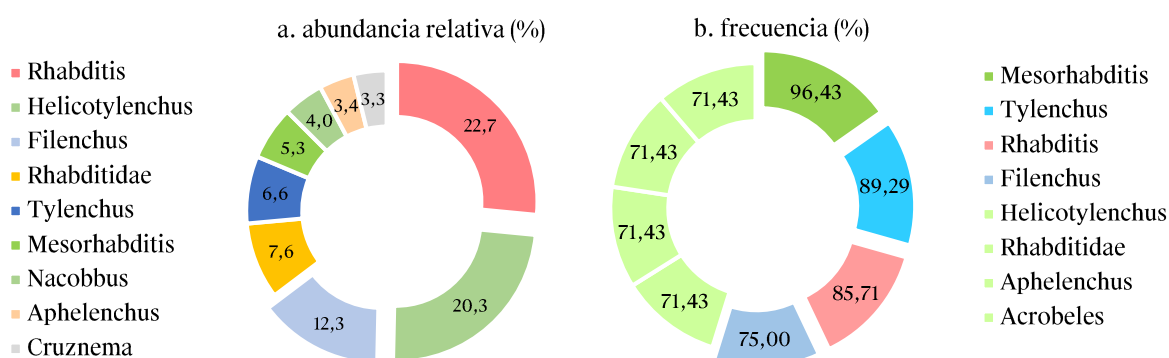 a. abundancia relativa (%)
Rhabditis
Helicotylenchus
Filenchus
Rhabditidae
Tylenchus
Mesorhabditis
Nacobbus
Aphelenchus
Cruznema
22,7
20,3
12,3
7,6
6,6
5,3
4,0
3,4
3,3
b. frecuencia (%)
96,43
89,29
85,71
75,00
71,43
71,43
71,43
71,43
Mesorhabditis
Tylenchus
Rhabditis
Filenchus
Helicotylenchus
Rhabditidae
Aphelenchus
Acrobeles